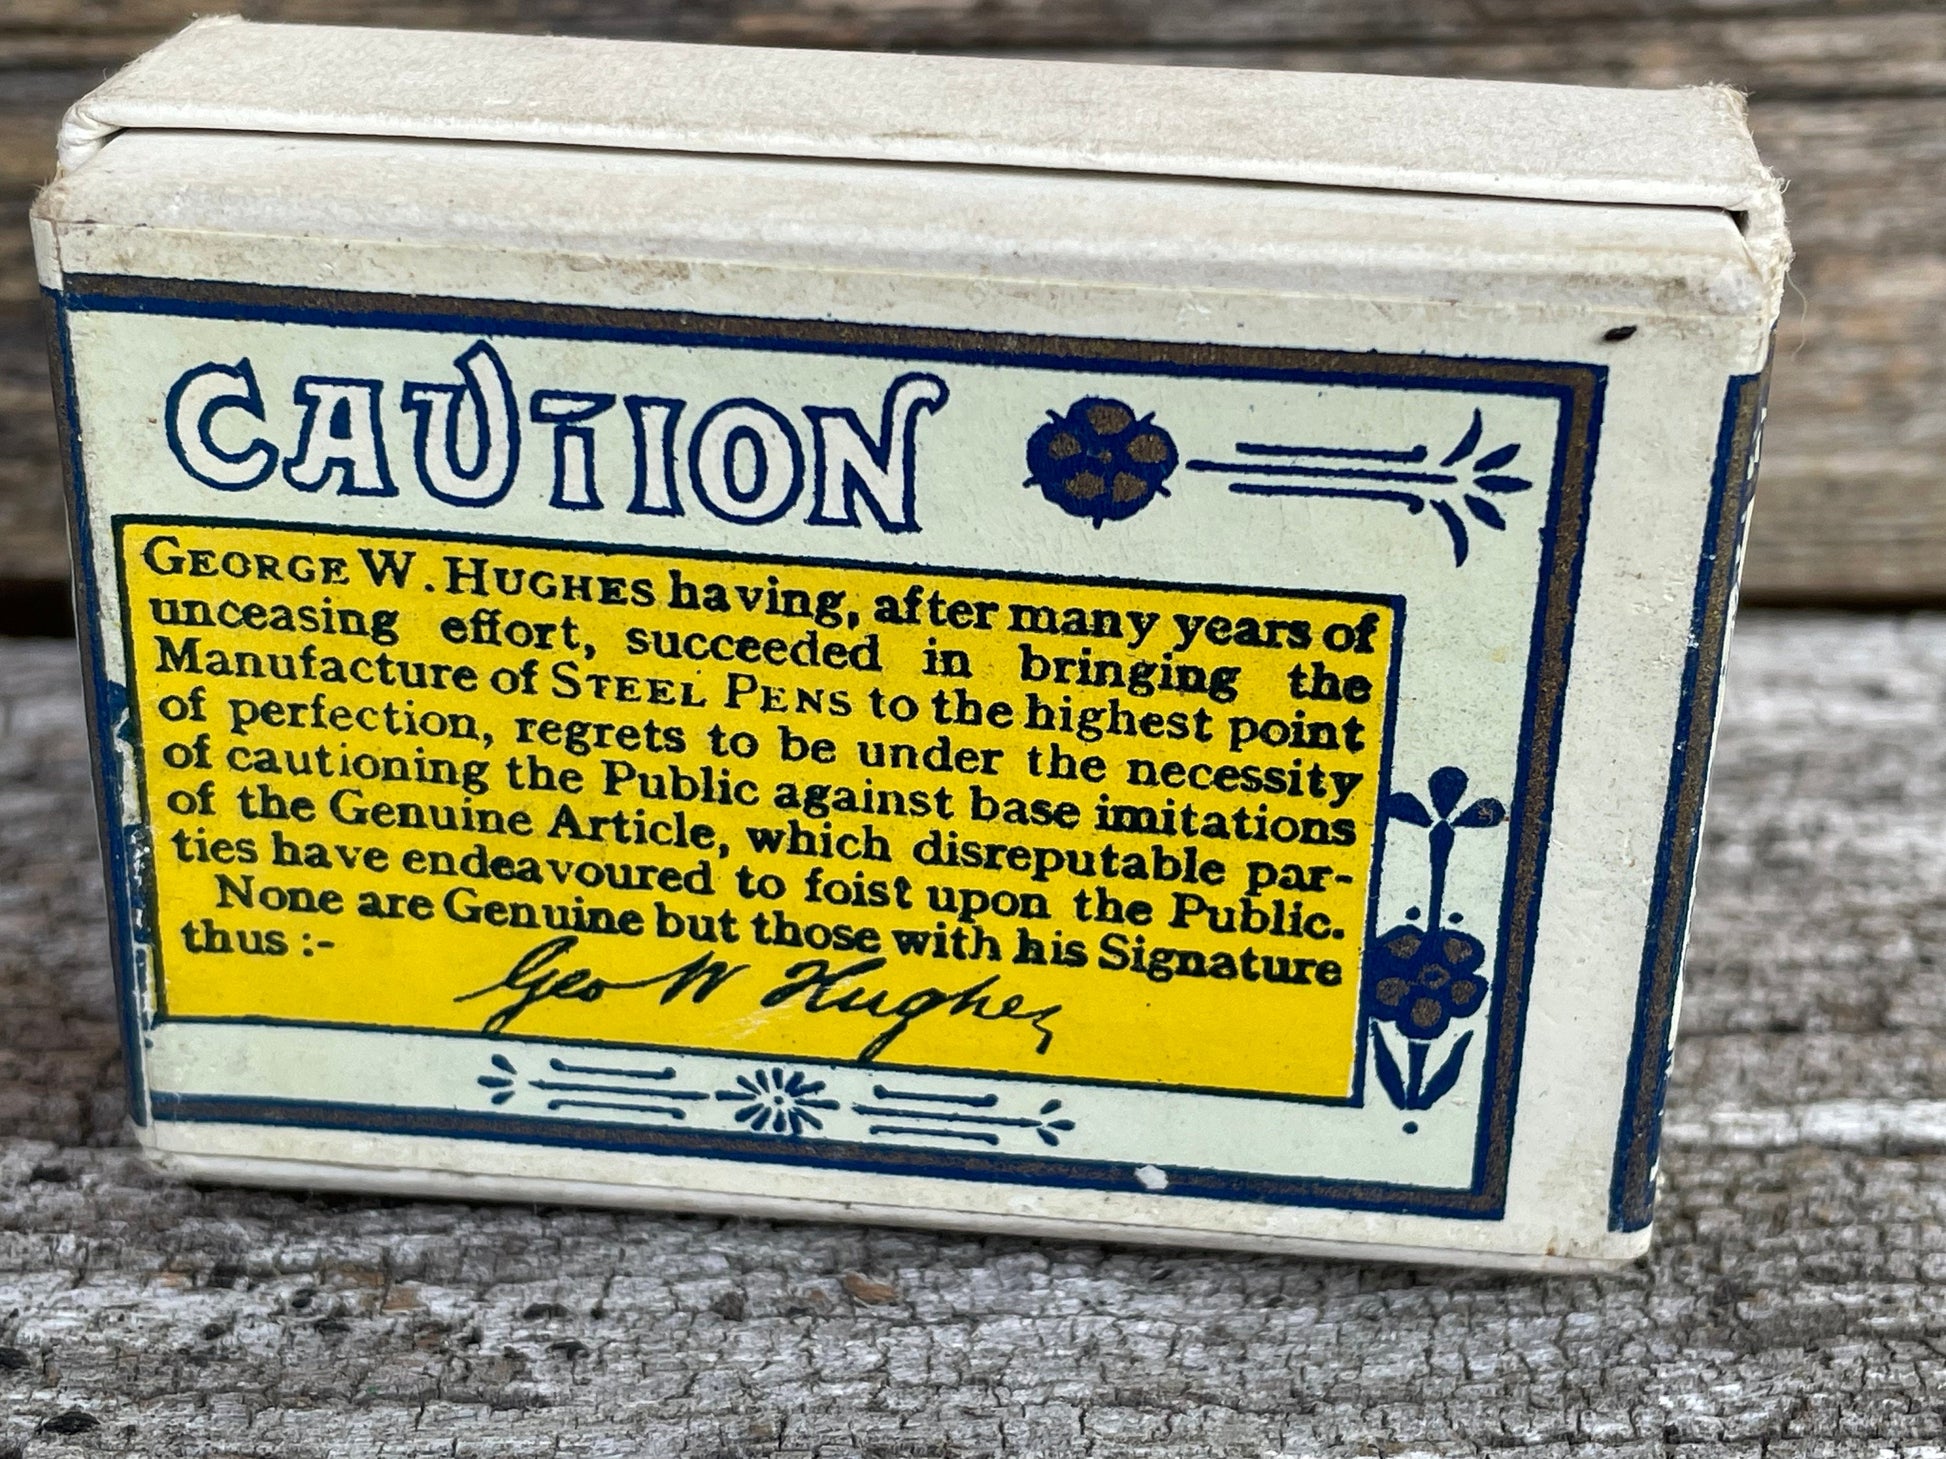 CAUTION
GEORGE W. HUGHES having, after many years of
unceasing effort, succeeded in bringing the
Manufacture of STEEL PENS to the highest point
of perfection, regrets to be under the necessity
of cautioning the Public against base imitations
of the Genuine Article, which disreputable par-
ties have endeavoured to foist upon the Public.
None are Genuine but those with his Signature
thus :-
Geo W Hughes